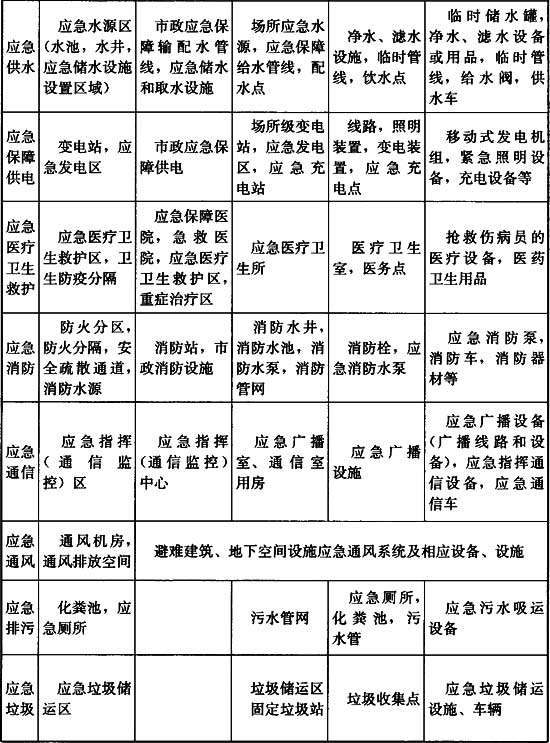 应急供水
应急水源区(水池，水井，应急储水设施设置区域)
市政应急保障输配水管线，应急储水和取水设施
场所应急水源，应急保障给水管线，配水点
净水、滤水设施，临时管线，饮水点
临时储水罐，净水、滤水设备或用品，临时管线，给水阀，供水车
应急保障供电
变电站，应急发电区
市政应急保障供电
场所级变电站，应急发电区，应急充电站
线路，照明装置，变电装置，应急充电点
移动式发电机组，紧急照明设备，充电设备等
应急医疗卫生救护
应急医疗卫生救护区，卫生防疫分隔
应急保障医院，急救医院，应急医疗卫生救护区，重症治疗区
应急医疗卫生所
医疗卫生室，医务点
抢救伤病员的医疗设备，医药卫生用品
应急消防
防火分区，防火分隔，安全疏散通道，消防水源
消防站，市政消防设施
消防水井，消防水池，消防水泵，消防管网
消防栓，应急消防水泵
应急消防泵，消防车，消防器材等
应急通信
应急指挥(通信监控)区
应急指挥(通信监控)中心
应急广播室、通信室用房
应急广播设施
应急广播设备(广播线路和设备)，应急指挥通信设备，应急通信车
应急通风
通风机房，通风排放空间
避难建筑、地下空间设施应急通风系统及相应设备、设施
应急排污
化粪池，应急厕所
污水管网
应急厕所，化粪池，污水管
应急污水吸运设备
应急垃圾
应急垃圾储运区
垃圾储运区固定垃圾站
垃圾收集点
应急垃圾储运设施、车辆